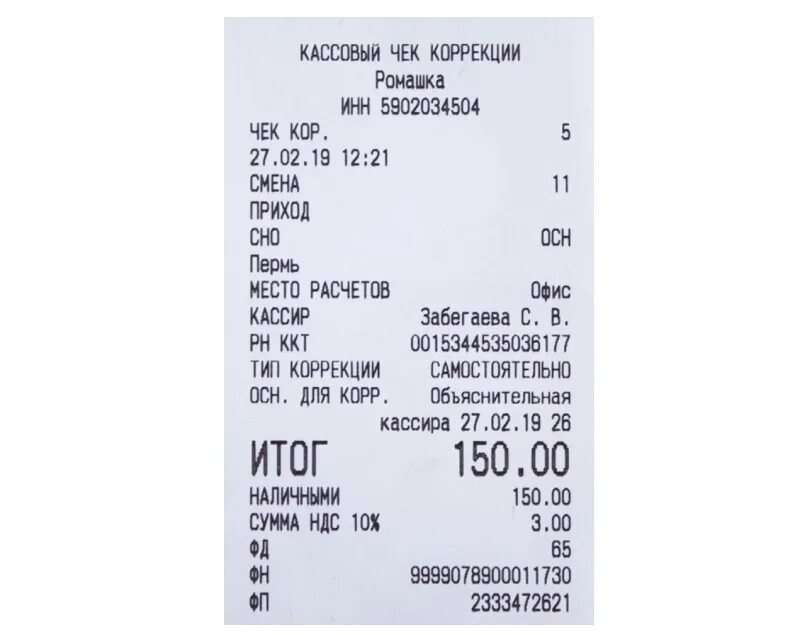 КАССОВЫЙ ЧЕК КОРРЕКЦИИ
Ромашка
ИНН 5902034504
ЧЕК КОР. 5
27.02.19 12:21
СМЕНА 11
ПРИХОД
СНО ОСН
Пермь
МЕСТО РАСЧЕТОВ Офис
КАССИР Забегаева С. В.
РН ККТ 0015344535036177
ТИП КОРРЕКЦИИ САМОСТОЯТЕЛЬНО
ОСН. ДЛЯ КОРР. Объяснительная
кассира 27.02.19 26
ИТОГ 150.00
НАЛИЧНЫМИ 150.00
СУММА НДС 10% 3.00
ФД 65
ФН 9999078900011730
ФП 2333472621